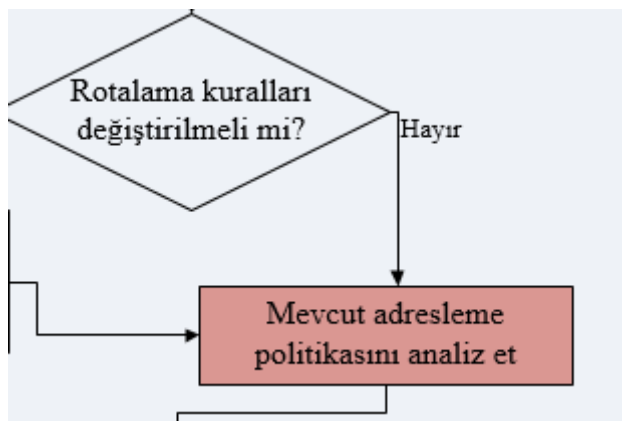 Rotalama kuralları
değiştirilmeli mi?
Hayır
Mevcut adresleme
politikasını analiz et